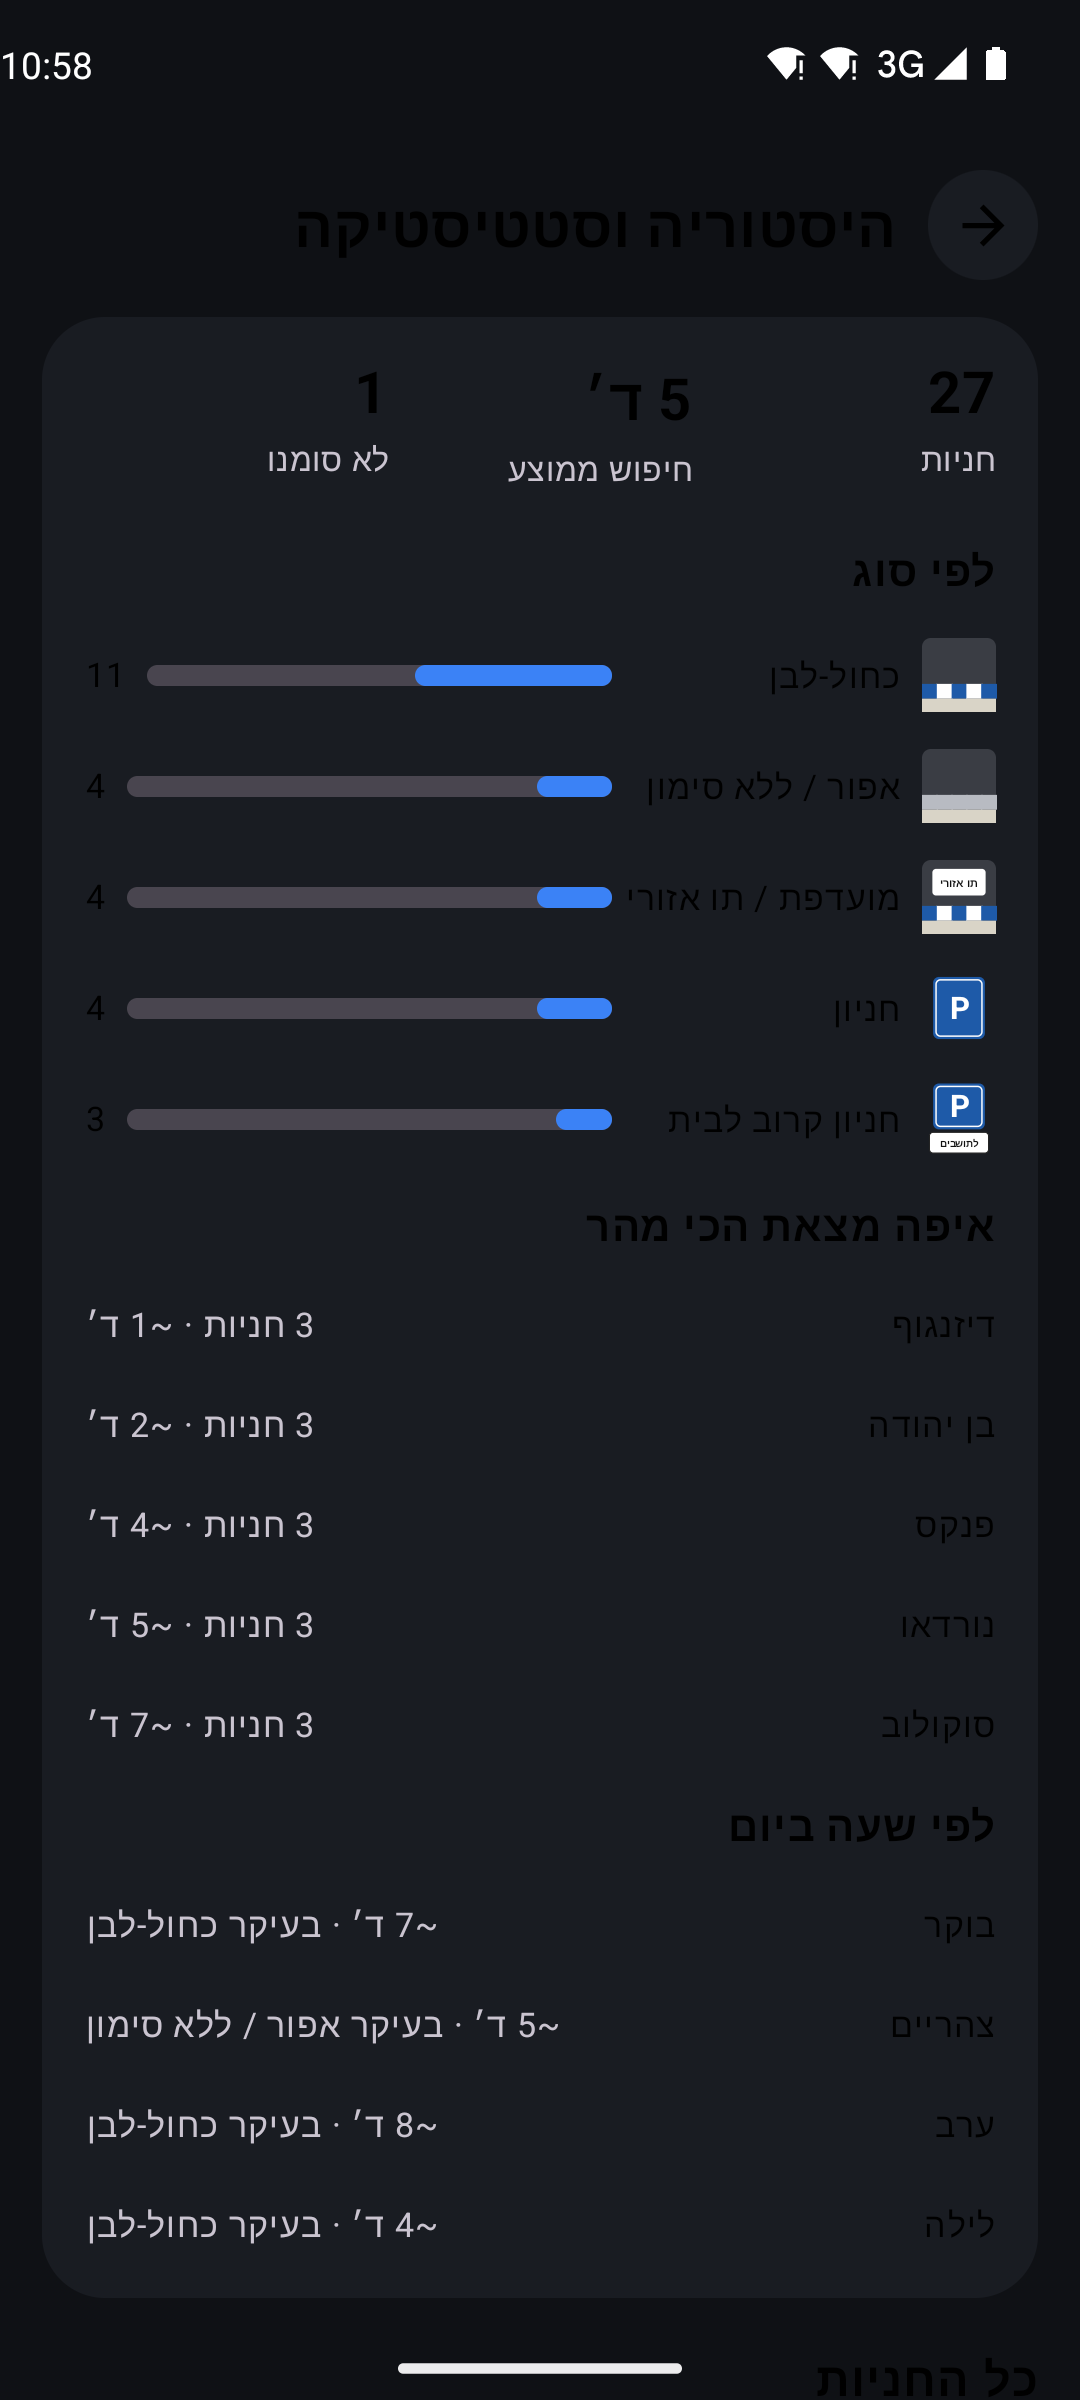 10:58 3G
היסטוריה וסטטיסטיקה
27 5 ד׳ 1
חניות חיפוש ממוצע לא סומנו
לפי סוג
כחול-לבן 11
אפור / ללא סימון 4
תו אזורי מועדפת / תו אזורי 4
P חניון 4
P לתושבים חניון קרוב לבית 3
איפה מצאת הכי מהר
דיזנגוף 3 חניות · ~1 ד׳
בן יהודה 3 חניות · ~2 ד׳
פנקס 3 חניות · ~4 ד׳
נורדאו 3 חניות · ~5 ד׳
סוקולוב 3 חניות · ~7 ד׳
לפי שעה ביום
בוקר ~7 ד׳ · בעיקר כחול-לבן
צהריים ~5 ד׳ · בעיקר אפור / ללא סימון
ערב ~8 ד׳ · בעיקר כחול-לבן
לילה ~4 ד׳ · בעיקר כחול-לבן
כל החניות